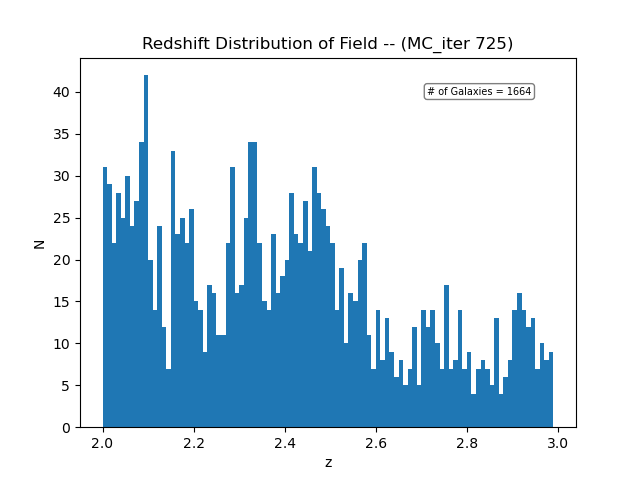 Redshift Distribution of Field -- (MC_iter 725)
# of Galaxies = 1664
N
40
35
30
25
20
15
10
5
0
2.0 2.2 2.4 2.6 2.8 3.0
z